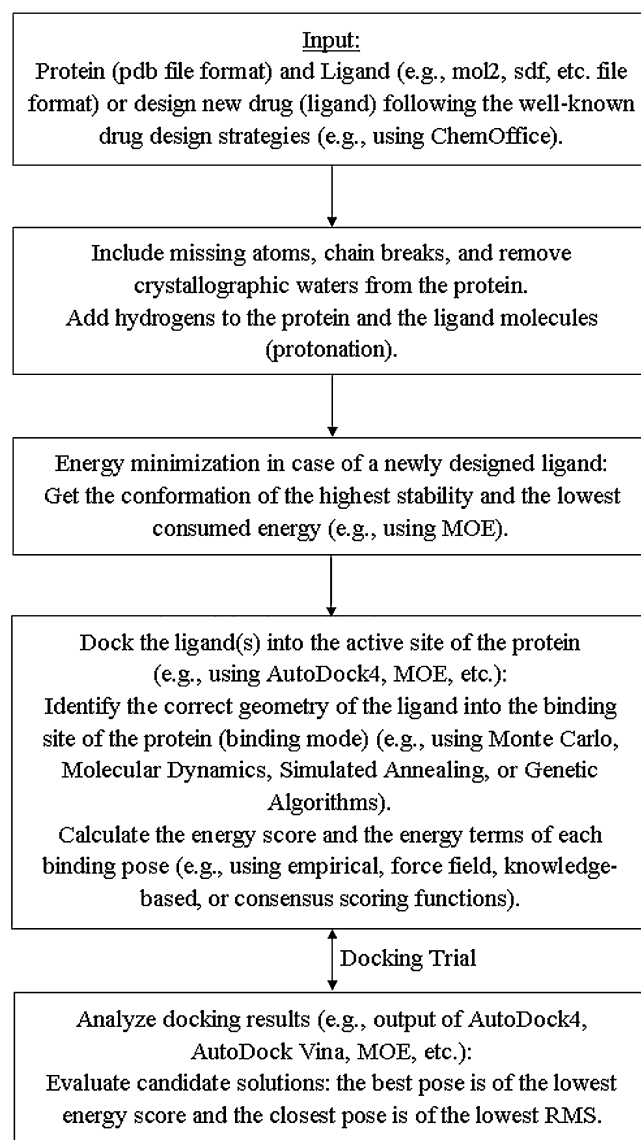 Input:
Protein (pdb file format) and Ligand (e.g., mol2, sdf, etc. file
format) or design new drug (ligand) following the well-known
drug design strategies (e.g., using ChemOffice).
Include missing atoms, chain breaks, and remove
crystallographic waters from the protein.
Add hydrogens to the protein and the ligand molecules
(protonation).
Energy minimization in case of a newly designed ligand:
Get the conformation of the highest stability and the lowest
consumed energy (e.g., using MOE).
Dock the ligand(s) into the active site of the protein
(e.g., using AutoDock4, MOE, etc.):
Identify the correct geometry of the ligand into the binding
site of the protein (binding mode) (e.g., using Monte Carlo,
Molecular Dynamics, Simulated Annealing, or Genetic
Algorithms).
Calculate the energy score and the energy terms of each
binding pose (e.g., using empirical, force field, knowledge-
based, or consensus scoring functions).
Docking Trial
Analyze docking results (e.g., output of AutoDock4,
AutoDock Vina, MOE, etc.):
Evaluate candidate solutions: the best pose is of the lowest
energy score and the closest pose is of the lowest RMS.